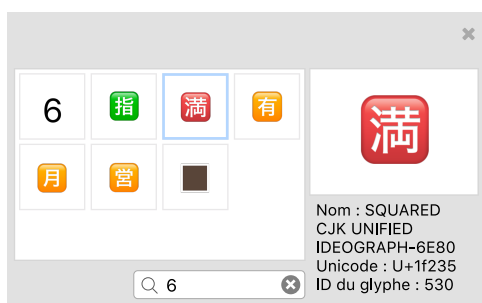 6 指 満 有
月 営
満
Nom : SQUARED
CJK UNIFIED
IDEOGRAPH-6E80
Unicode : U+1f235
ID du glyphe : 530
6